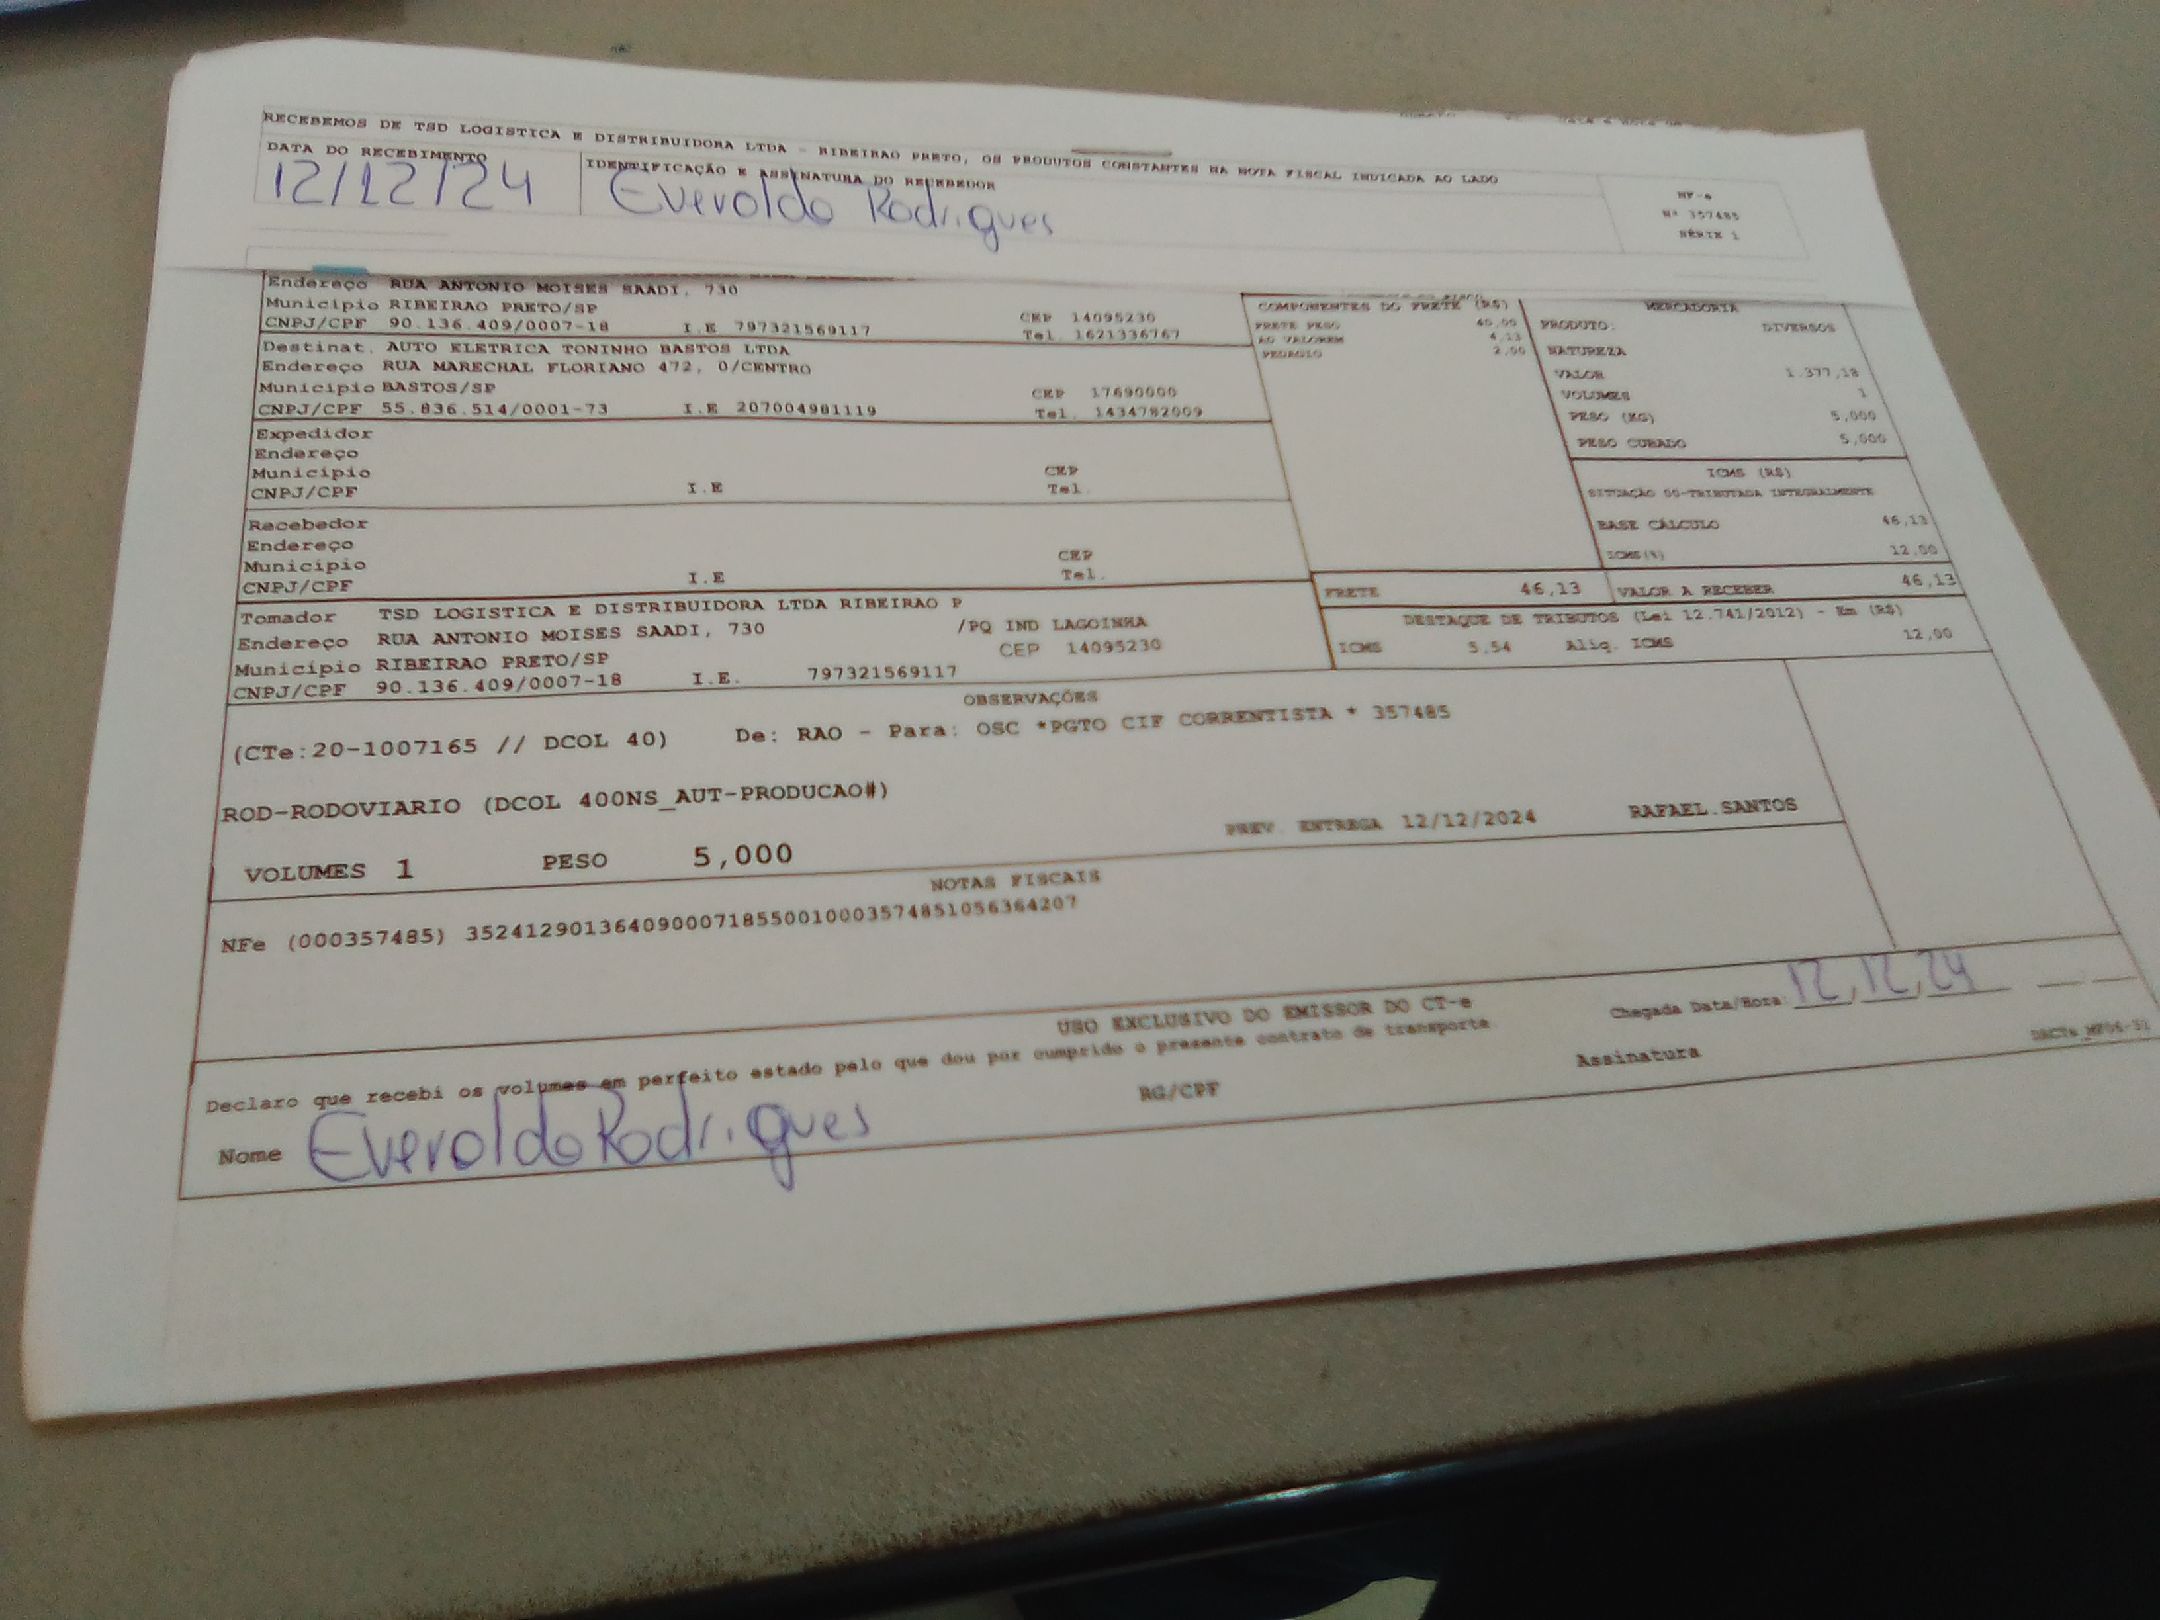 RECEBEMOS DE TSD LOGISTICA E DISTRIBUIDORA LTDA - RIBEIRAO PRETO, OS PRODUTOS CONSTANTES NA NOTA FISCAL INDICADA AO LADO
DATA DO RECEBIMENTO IDENTIFICAÇÃO E ASSINATURA DO RECEBEDOR
12/12/24 Everoldo Rodrigues
NF-e
Nº 357485
SÉRIE 1
Endereço RUA ANTONIO MOISES SAADI, 730
Município RIBEIRAO PRETO/SP CEP 14095230
CNPJ/CPF 90.136.409/0007-18 I.E 797321569117 Tel. 1621336767
Destinat. AUTO ELETRICA TONINHO BASTOS LTDA
Endereço RUA MARECHAL FLORIANO 472, 0/CENTRO
Município BASTOS/SP CEP 17690000
CNPJ/CPF 55.836.514/0001-73 I.E 207004981119 Tel. 1434782009
Expedidor
Endereço
Município CEP
CNPJ/CPF I.E Tel.
Recebedor
Endereço
Município CEP
CNPJ/CPF I.E Tel.
Tomador TSD LOGISTICA E DISTRIBUIDORA LTDA RIBEIRAO P
Endereço RUA ANTONIO MOISES SAADI, 730 /PQ IND LAGOINHA
Município RIBEIRAO PRETO/SP CEP 14095230
CNPJ/CPF 90.136.409/0007-18 I.E. 797321569117
COMPONENTES DO FRETE (R$)
FRETE PESO 40,00
AD VALOREM 4,13
PEDAGIO 2,00
MERCADORIA
PRODUTO: DIVERSOS
NATUREZA
VALOR 1.377,18
VOLUMES 1
PESO (KG) 5,000
PESO CUBADO 5,000
ICMS (R$)
SITUAÇÃO 00-TRIBUTADA INTEGRALMENTE
BASE CÁLCULO 46,13
ICMS(%) 12,00
FRETE 46,13 VALOR A RECEBER 46,13
DESTAQUE DE TRIBUTOS (Lei 12.741/2012) - Em (R$)
ICMS 5,54 Aliq. ICMS 12,00
OBSERVAÇÕES
(CTe:20-1007165 // DCOL 40) De: RAO - Para: OSC *PGTO CIF CORRENTISTA * 357485
ROD-RODOVIARIO (DCOL 400NS_AUT-PRODUCAO#)
VOLUMES 1 PESO 5,000 PREV. ENTREGA 12/12/2024 RAFAEL.SANTOS
NOTAS FISCAIS
NFe (000357485) 35241290136409000718550010003574851056364207
USO EXCLUSIVO DO EMISSOR DO CT-e
Declaro que recebi os volumes em perfeito estado pelo que dou por cumprido o presente contrato de transporte
Chegada Data/Hora: 12,12,24
Nome Everoldo Rodrigues RG/CPF Assinatura